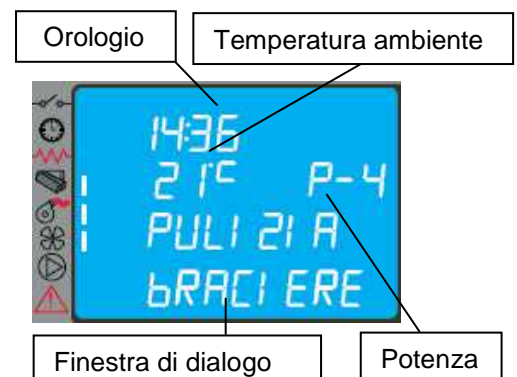 Orologio
Temperatura ambiente
14:36
21°C P-4
PULIZIA
bRACIERE
Finestra di dialogo
Potenza